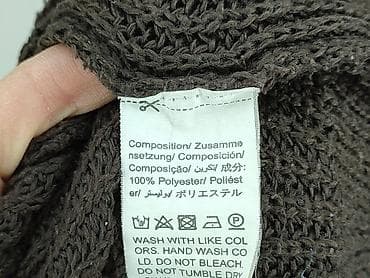 Composition/ Zusamme
nsetzung/ Composición/
Composição/ تكوين/ 成分:
100% Polyester/ Poliést
er/ بوليستر/ ポリエステル
WASH WITH LIKE COL
ORS. HAND WASH CO
LD. DO NOT BLEACH
DO NOT TUMBLE DRY